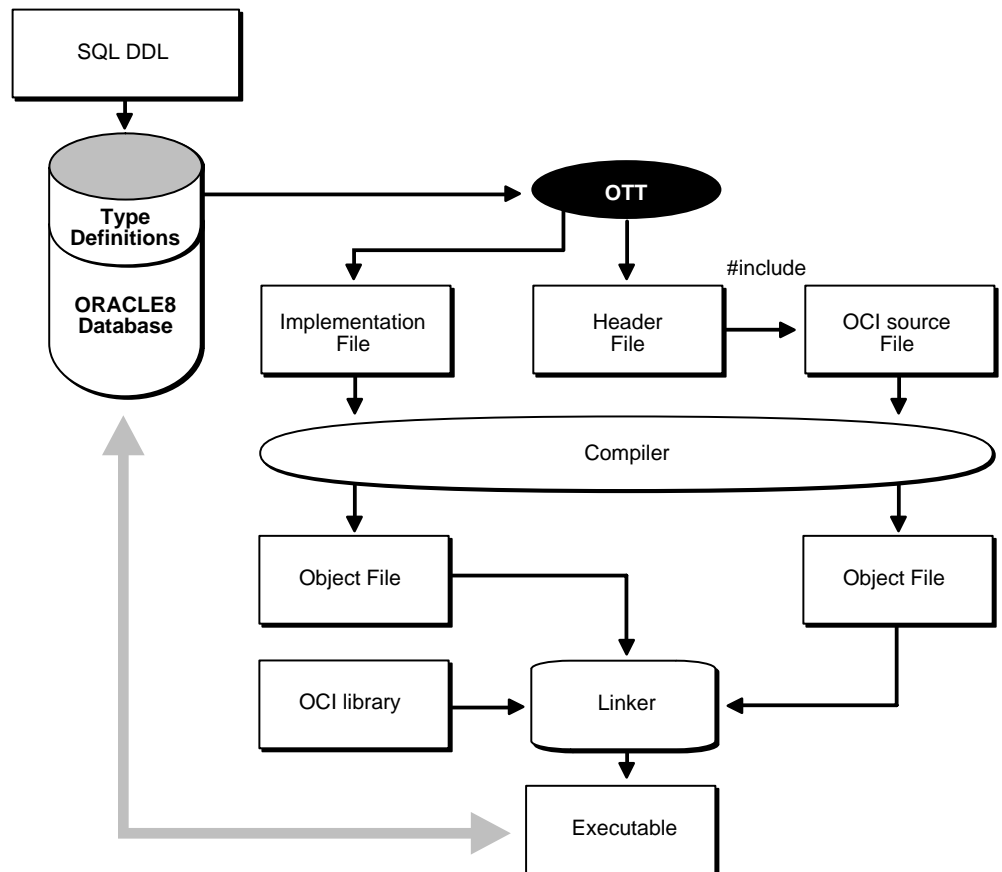 SQL DDL
OTT
Type
Definitions
#include
ORACLE8
Database
Implementation
File
Header
File
OCI source
File
Compiler
Object File
Object File
OCI library
Linker
Executable